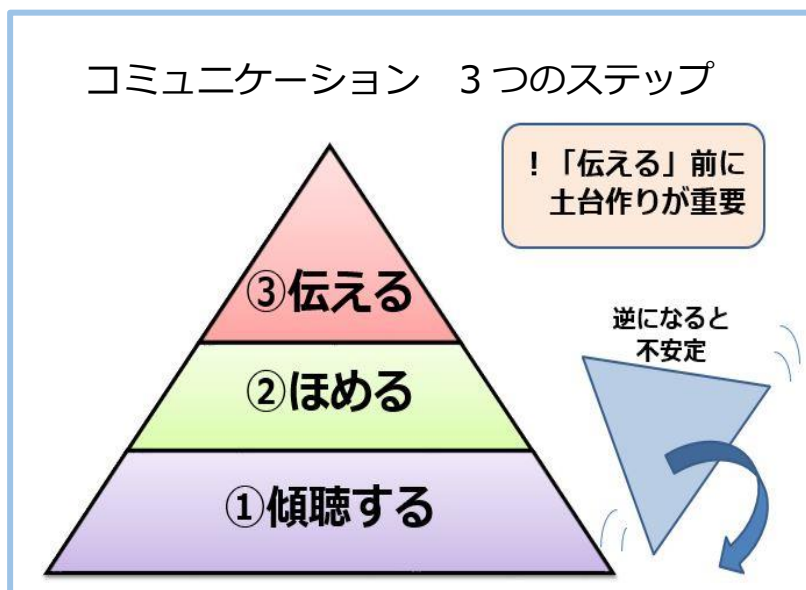 コミュニケーション　3つのステップ
！「伝える」前に
土台作りが重要
③伝える
逆になると
不安定
②ほめる
①傾聴する